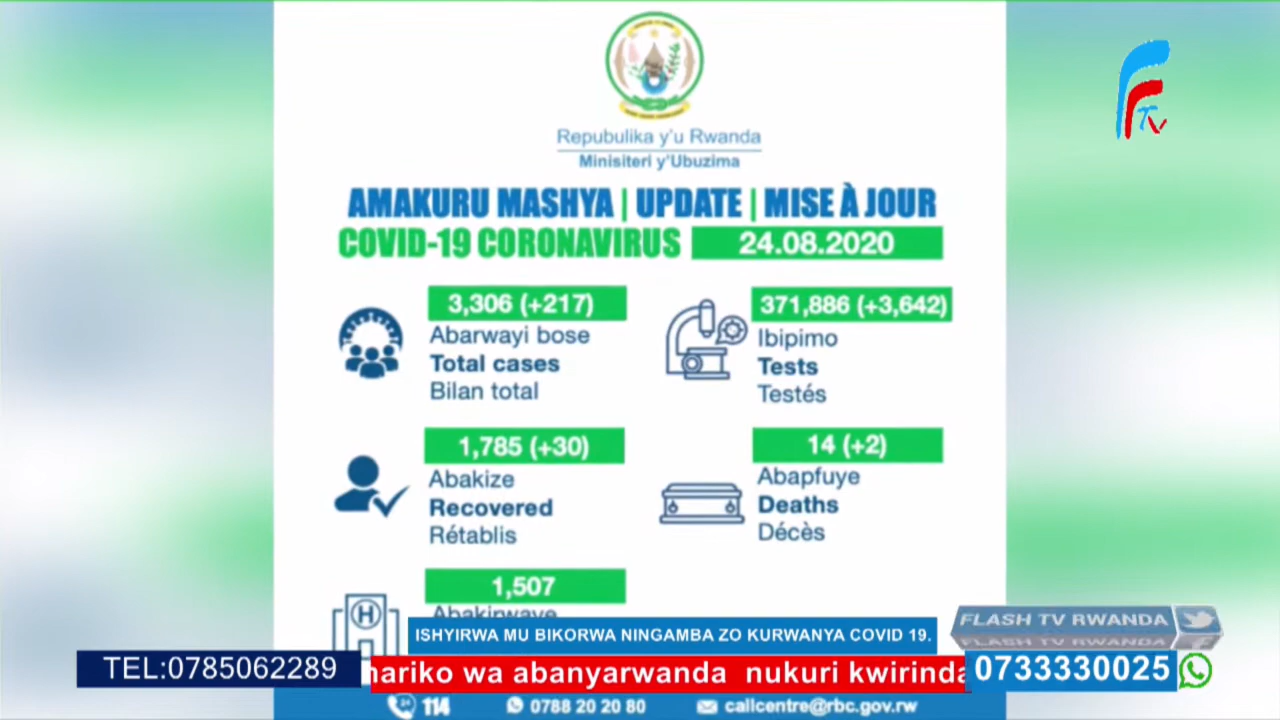 Repubulika y'u Rwanda
Minisiteri y'Ubuzima
AMAKURU MASHYA | UPDATE | MISE À JOUR
COVID-19 CORONAVIRUS 24.08.2020
3,306 (+217)
Abarwayi bose
Total cases
Bilan total
371,886 (+3,642)
Ibipimo
Tests
Testés
1,785 (+30)
Abakize
Recovered
Rétablis
14 (+2)
Abapfuye
Deaths
Décès
1,507
Abakirwaye
H
TV
ISHYIRWA MU BIKORWA NINGAMBA ZO KURWANYA COVID 19.
FLASH TV RWANDA
TEL:0785062289
hariko wa abanyarwanda nukuri kwirinda
0733330025
114
0788 20 20 80
callcentre@rbc.gov.rw